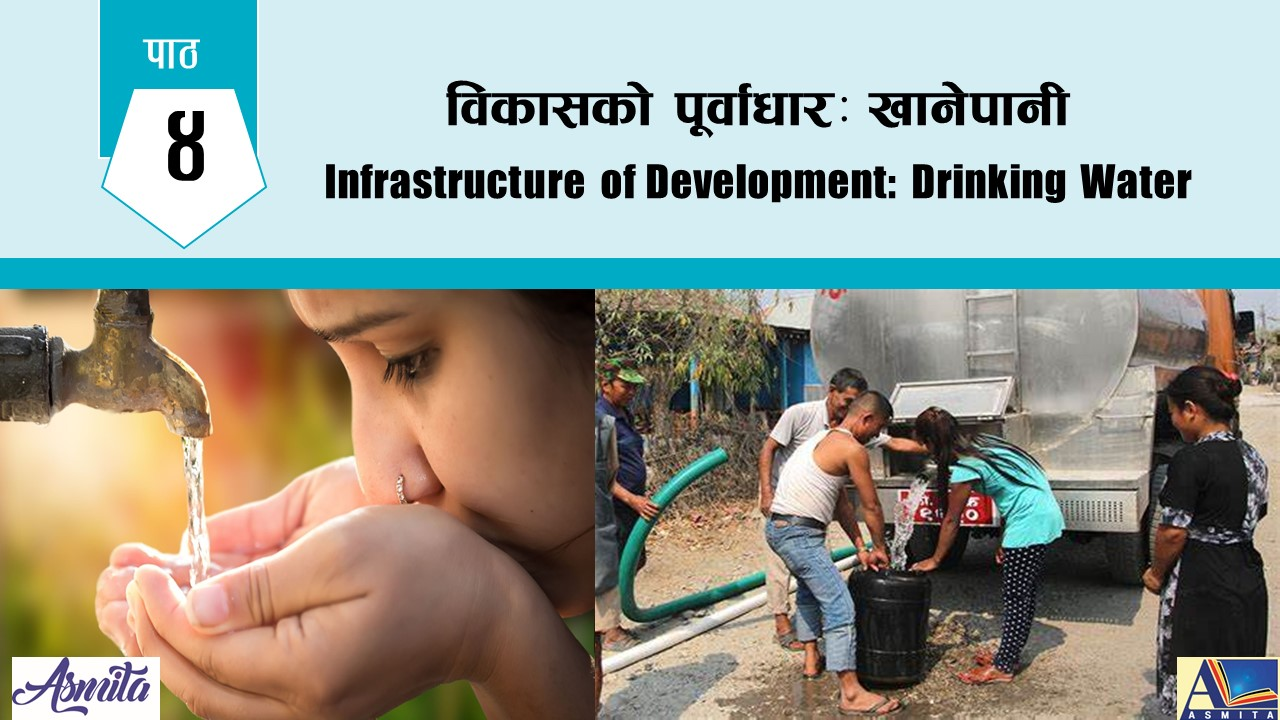 पाठ
४
विकासको पूर्वाधारः खानेपानी
Infrastructure of Development: Drinking Water
Asmita
ASMITA